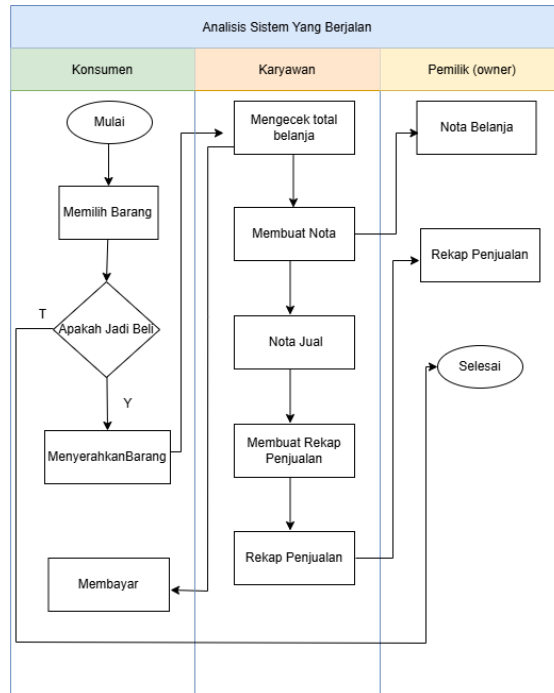 Analisis Sistem Yang Berjalan
Konsumen
Karyawan
Pemilik (owner)
Mulai
Memilih Barang
Apakah Jadi Beli
T
Y
MenyerahkanBarang
Membayar
Mengecek total
belanja
Membuat Nota
Nota Jual
Membuat Rekap
Penjualan
Rekap Penjualan
Nota Belanja
Rekap Penjualan
Selesai